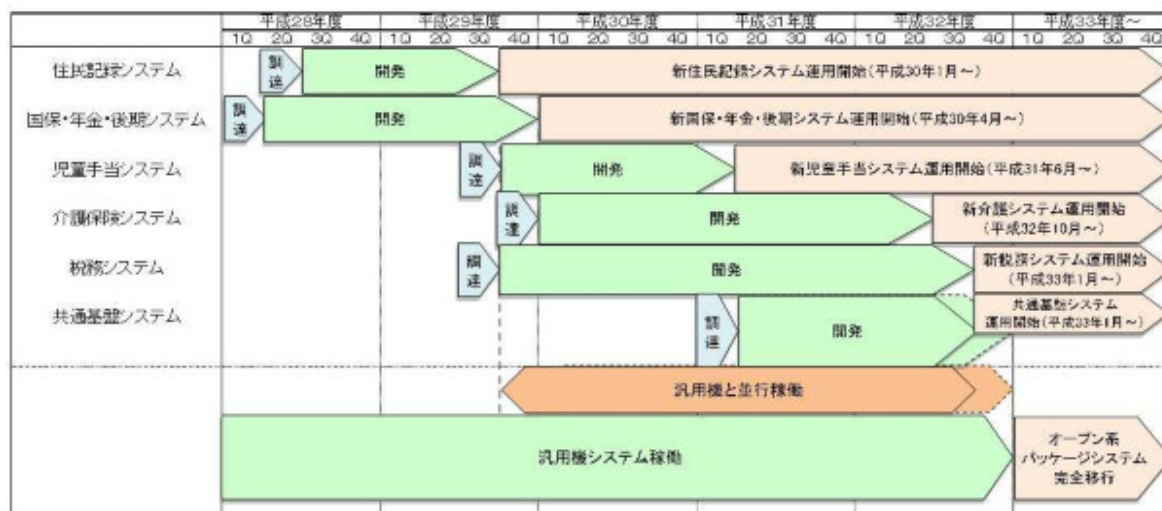 平成28年度 平成29年度 平成30年度 平成31年度 平成32年度 平成33年度～
1Q 2Q 3Q 4Q 1Q 2Q 3Q 4Q 1Q 2Q 3Q 4Q 1Q 2Q 3Q 4Q 1Q 2Q 3Q 4Q 1Q 2Q 3Q 4Q
住民記録システム 調達 開発 新住民記録システム運用開始(平成30年1月～)
国保・年金・後期システム 調達 開発 新国保・年金・後期システム運用開始(平成30年4月～)
児童手当システム 調達 開発 新児童手当システム運用開始(平成31年6月～)
介護保険システム 調達 開発 新介護システム運用開始
(平成32年10月～)
税務システム 調達 開発 新税務システム運用開始
(平成33年1月～)
共通基盤システム 調達 開発 共通基盤システム
運用開始(平成33年1月～)
汎用機と並行稼働
汎用機システム稼働 オープン系
パッケージシステム
完全移行